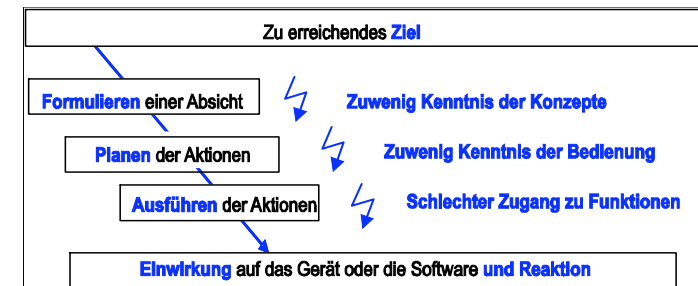 Zu erreichendes Ziel
Formulieren einer Absicht
Zuwenig Kenntnis der Konzepte
Planen der Aktionen
Zuwenig Kenntnis der Bedienung
Ausführen der Aktionen
Schlechter Zugang zu Funktionen
Einwirkung auf das Gerät oder die Software und Reaktion